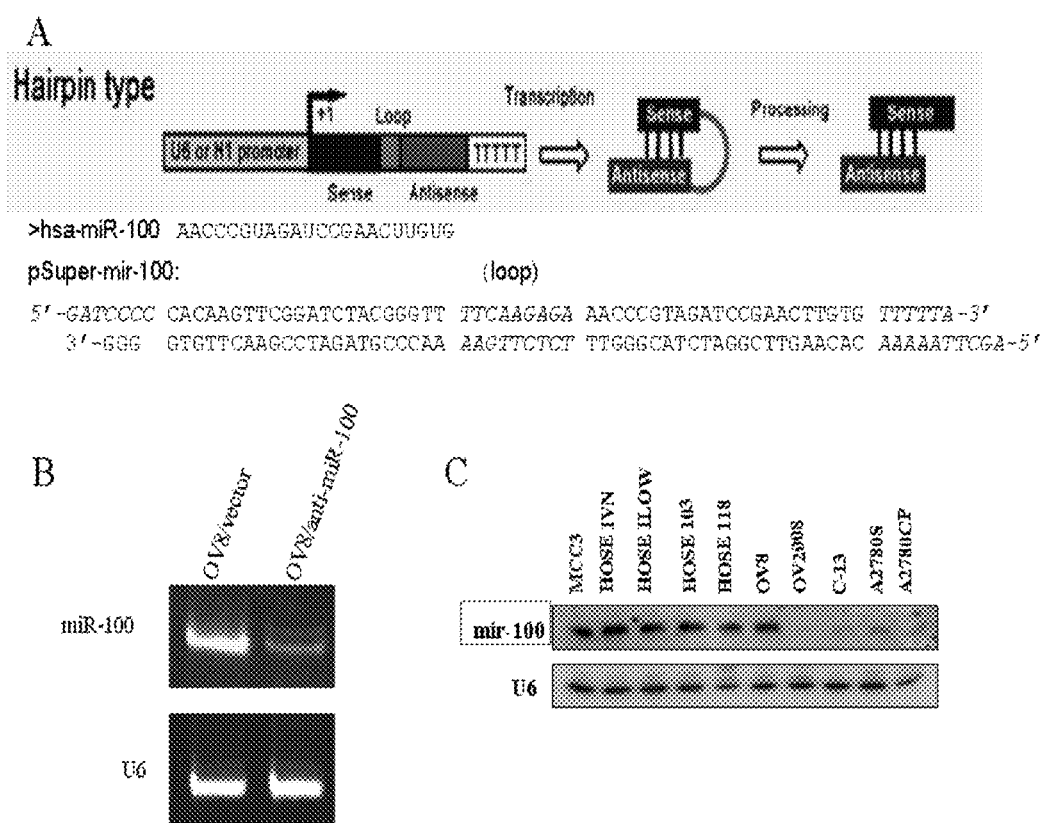 A
Hairpin type
+1
Loop
Transcription
Processing
U6 or H1 promoter
TTTTT
Sense
Antisense
Sense
Antisense
Sense
Antisense
>hsa-miR-100 AACCCGUAGAUCCGAACUUGUG
pSuper-mir-100: (loop)
5'-GATCCCC CACAAGTTCGGATCTACGGGTT TTCAAGAGA AACCCGTAGATCCGAACTTGTG TTTTTA-3'
3'-GGG GTGTTCAAGCCTAGATGCCCAA AAGTTCTCT TTGGGCATCTAGGCTTGAACAC AAAAATTCGA-5'
B
OV8/vector
OV8/anti-miR-100
miR-100
U6
C
MCC3
HOSE IVN
HOSE ILOW
HOSE 103
HOSE 118
OV8
OV2008
C-13
A2780S
A2780CP
mir-100
U6